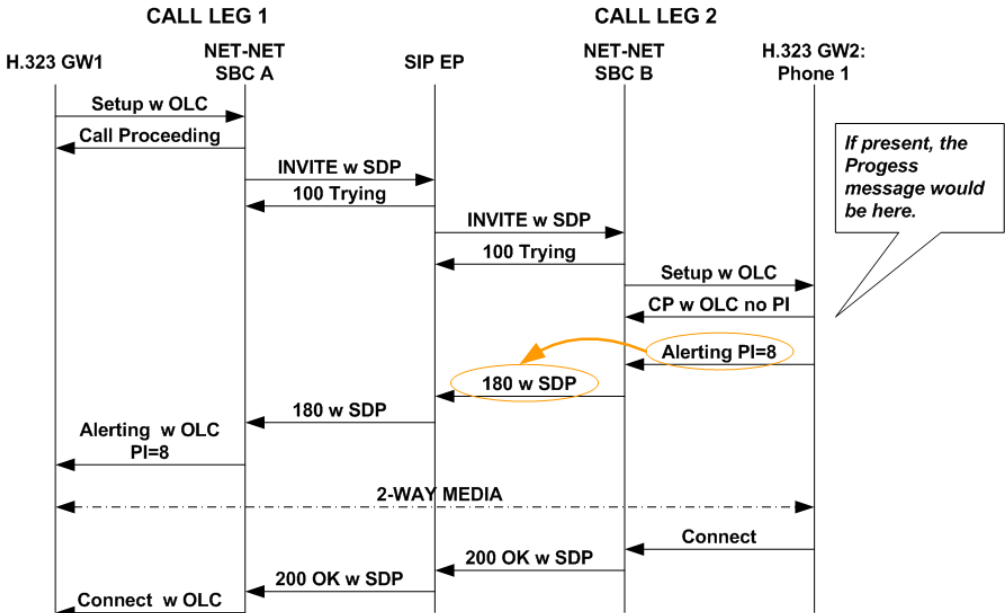 CALL LEG 1
CALL LEG 2
H.323 GW1
NET-NET
SBC A
SIP EP
NET-NET
SBC B
H.323 GW2:
Phone 1
Setup w OLC
Call Proceeding
If present, the
Progess
message would
be here.
INVITE w SDP
100 Trying
INVITE w SDP
100 Trying
Setup w OLC
CP w OLC no PI
Alerting PI=8
180 w SDP
180 w SDP
Alerting w OLC
PI=8
2-WAY MEDIA
Connect
200 OK w SDP
200 OK w SDP
Connect w OLC